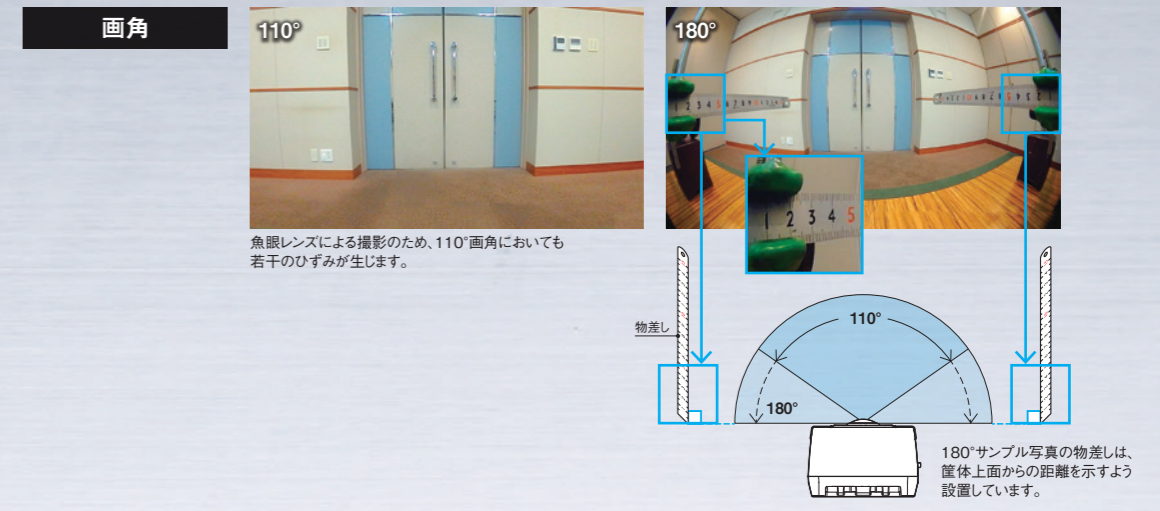 画角
110°
180°
1 2 3 4 5
魚眼レンズによる撮影のため、110°画角においても
若干のひずみが生じます。
物差し
110°
180°
180°サンプル写真の物差しは、
筐体上面からの距離を示すよう
設置しています。